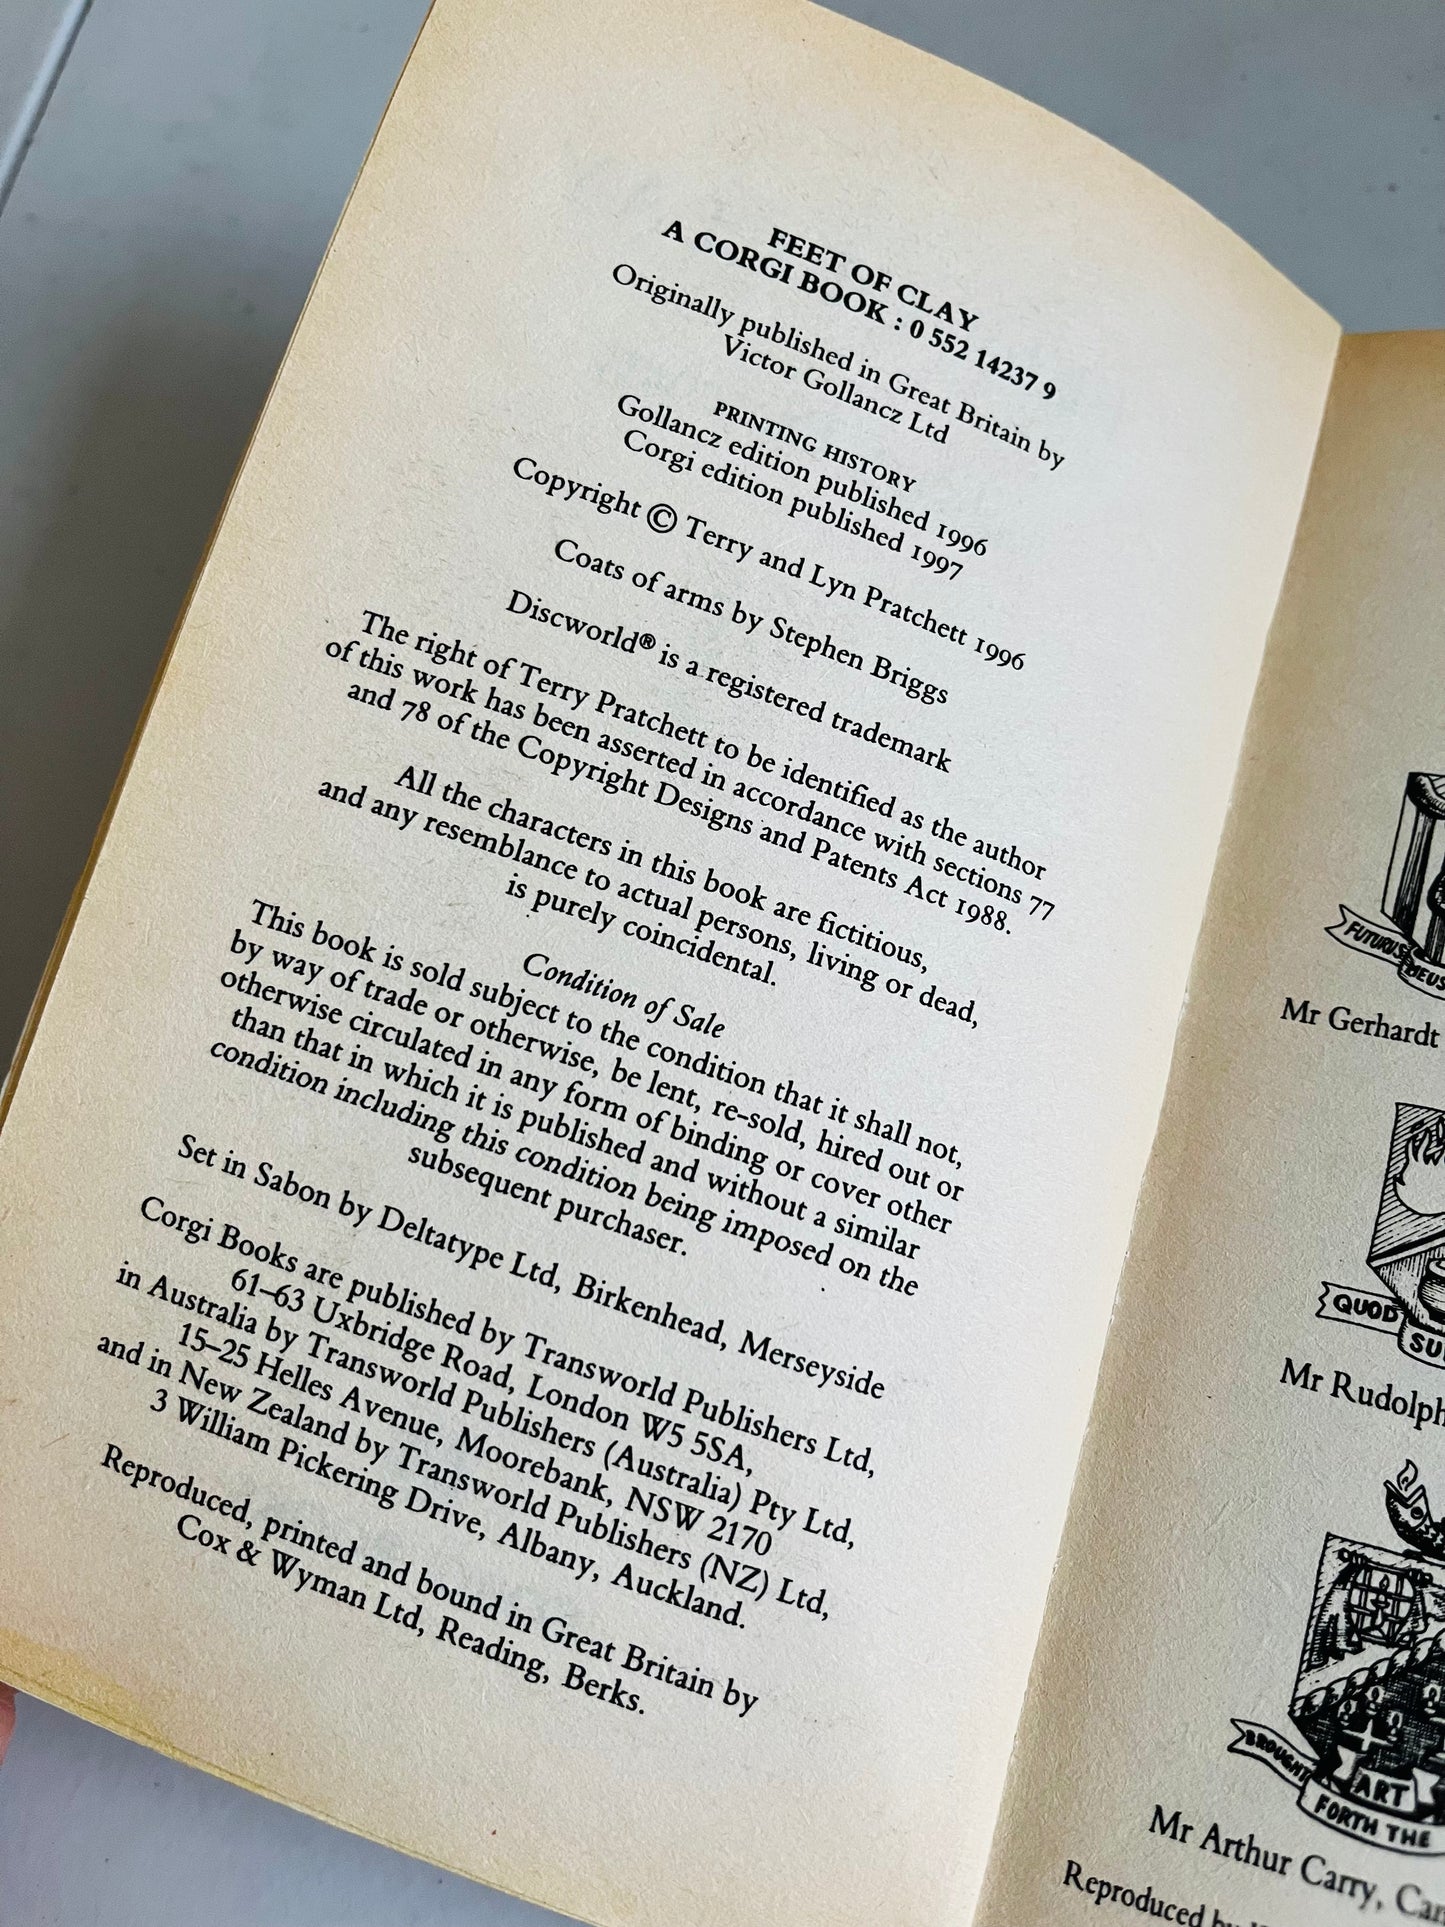 FEET OF CLAY
A CORGI BOOK : 0 552 14237 9
Originally published in Great Britain by
Victor Gollancz Ltd
PRINTING HISTORY
Gollancz edition published 1996
Corgi edition published 1997
Copyright © Terry and Lyn Pratchett 1996
Coats of arms by Stephen Briggs
Discworld® is a registered trademark
The right of Terry Pratchett to be identified as the author
of this work has been asserted in accordance with sections 77
and 78 of the Copyright Designs and Patents Act 1988.
All the characters in this book are fictitious,
and any resemblance to actual persons, living or dead,
is purely coincidental.
Condition of Sale
This book is sold subject to the condition that it shall not,
by way of trade or otherwise, be lent, re-sold, hired out or
otherwise circulated in any form of binding or cover other
than that in which it is published and without a similar
condition including this condition being imposed on the
subsequent purchaser.
Set in Sabon by Deltatype Ltd, Birkenhead, Merseyside
Corgi Books are published by Transworld Publishers Ltd,
61–63 Uxbridge Road, London W5 5SA,
in Australia by Transworld Publishers (Australia) Pty Ltd,
15–25 Helles Avenue, Moorebank, NSW 2170
and in New Zealand by Transworld Publishers (NZ) Ltd,
3 William Pickering Drive, Albany, Auckland.
Reproduced, printed and bound in Great Britain by
Cox & Wyman Ltd, Reading, Berks.
FUTURUS
MEUS
Mr Gerhardt
QUOD
SU
Mr Rudolph
BROUGHT
ART
FORTH THE
Mr Arthur Carry,
Reproduced by